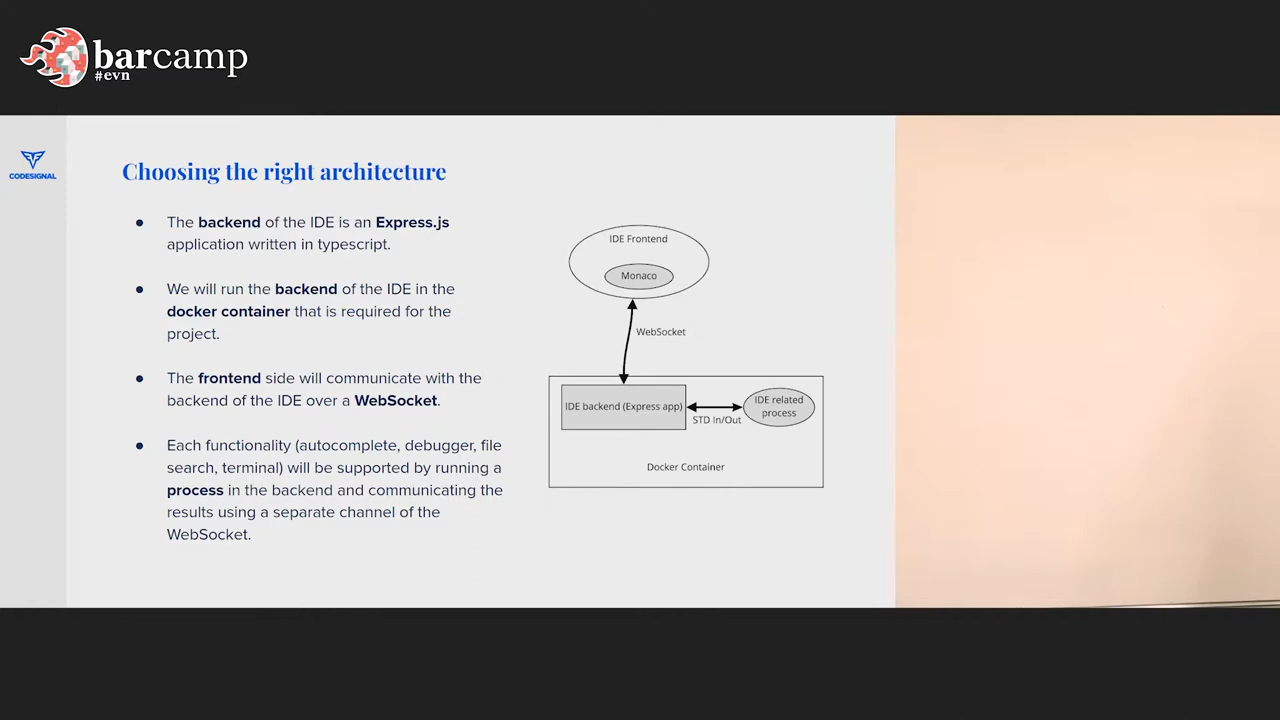 barcamp
#evn
CODESIGNAL
Choosing the right architecture
● The backend of the IDE is an Express.js
application written in typescript.
● We will run the backend of the IDE in the
docker container that is required for the
project.
● The frontend side will communicate with the
backend of the IDE over a WebSocket.
● Each functionality (autocomplete, debugger, file
search, terminal) will be supported by running a
process in the backend and communicating the
results using a separate channel of the
WebSocket.
IDE Frontend
Monaco
WebSocket
IDE backend (Express app)
STD In/Out
IDE related
process
Docker Container